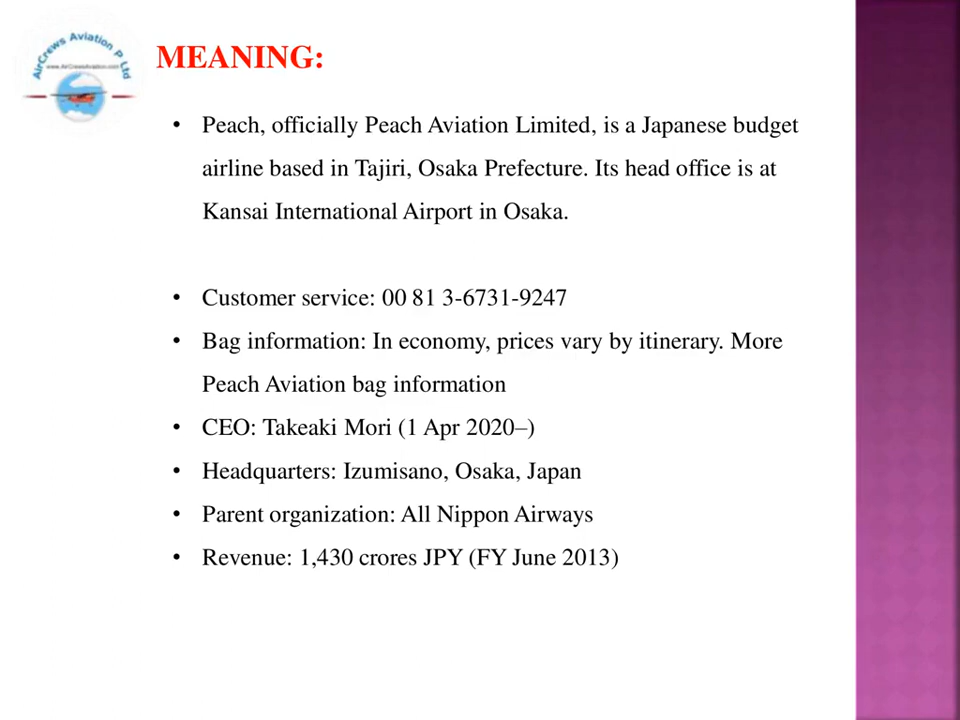 AirCrews Aviation P Ltd
www.AirCrewsAviation.com
MEANING:
• Peach, officially Peach Aviation Limited, is a Japanese budget
airline based in Tajiri, Osaka Prefecture. Its head office is at
Kansai International Airport in Osaka.
• Customer service: 00 81 3-6731-9247
• Bag information: In economy, prices vary by itinerary. More
Peach Aviation bag information
• CEO: Takeaki Mori (1 Apr 2020–)
• Headquarters: Izumisano, Osaka, Japan
• Parent organization: All Nippon Airways
• Revenue: 1,430 crores JPY (FY June 2013)